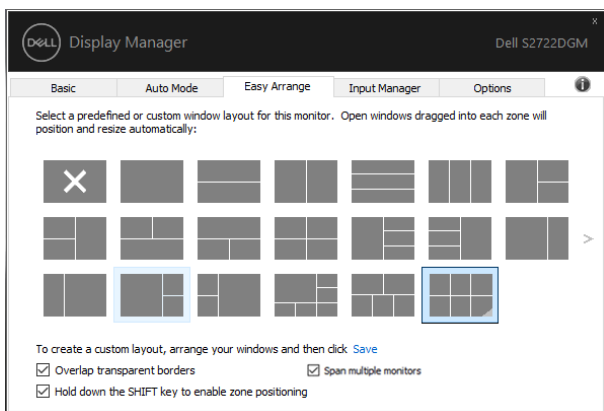 x
DELL Display Manager Dell S2722DGM
Basic Auto Mode Easy Arrange Input Manager Options i
Select a predefined or custom window layout for this monitor. Open windows dragged into each zone will
position and resize automatically:
>
To create a custom layout, arrange your windows and then click Save
Overlap transparent borders Span multiple monitors
Hold down the SHIFT key to enable zone positioning